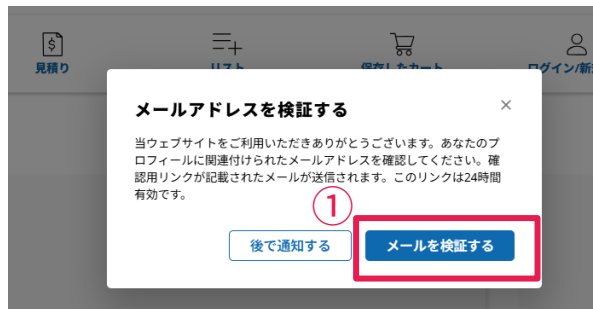 見積り
リスト
保存したカート
ログイン/新
メールアドレスを検証する
当ウェブサイトをご利用いただきありがとうございます。あなたのプ
ロフィールに関連付けられたメールアドレスを確認してください。確
認用リンクが記載されたメールが送信されます。このリンクは24時間
有効です。
①
後で通知する
メールを検証する